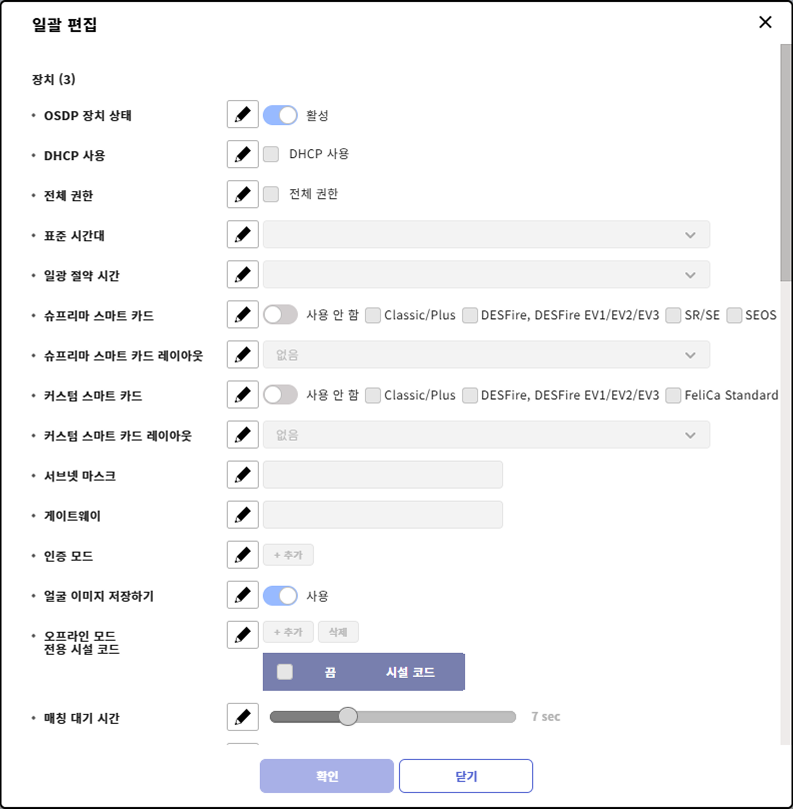 일괄 편집
장치 (3)
OSDP 장치 상태 활성
DHCP 사용 DHCP 사용
전체 권한 전체 권한
표준 시간대
일광 절약 시간
슈프리마 스마트 카드 사용 안 함 Classic/Plus DESFire, DESFire EV1/EV2/EV3 SR/SE SEOS
슈프리마 스마트 카드 레이아웃 없음
커스텀 스마트 카드 사용 안 함 Classic/Plus DESFire, DESFire EV1/EV2/EV3 FeliCa Standard
커스텀 스마트 카드 레이아웃 없음
서브넷 마스크
게이트웨이
인증 모드 + 추가
얼굴 이미지 저장하기 사용
오프라인 모드 + 추가 삭제
전용 시설 코드
끔 시설 코드
매칭 대기 시간 7 sec
확인 닫기